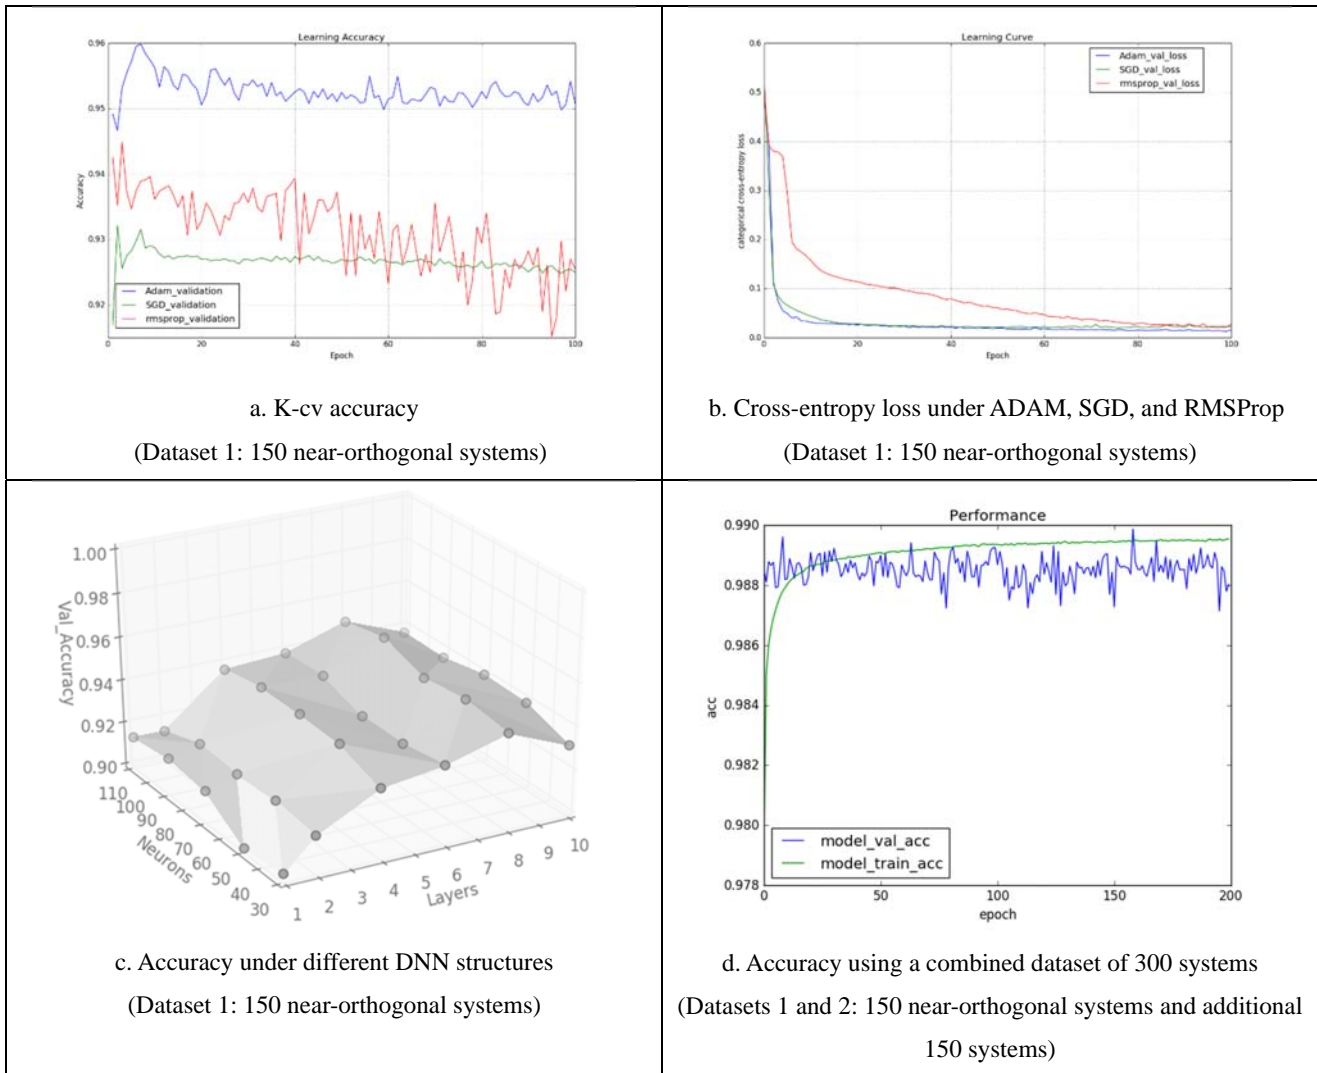 Learning Accuracy
0.96
0.95
0.94
0.93
0.92
Accuracy
Adam_validation
SGD_validation
rmsprop_validation
0 20 40 60 80 100
Epoch
a. K-cv accuracy
(Dataset 1: 150 near-orthogonal systems)
Learning Curve
0.6
0.5
0.4
0.3
0.2
0.1
0.0
categorical cross-entropy loss
Adam_val_loss
SGD_val_loss
rmsprop_val_loss
0 20 40 60 80 100
Epoch
b. Cross-entropy loss under ADAM, SGD, and RMSProp
(Dataset 1: 150 near-orthogonal systems)
1.00
0.98
0.96
0.94
0.92
0.90
Val_Accuracy
110
100
90
80
70
60
50
40
30
Neurons
1 2 3 4 5 6 7 8 9 10
Layers
c. Accuracy under different DNN structures
(Dataset 1: 150 near-orthogonal systems)
Performance
0.990
0.988
0.986
0.984
0.982
0.980
0.978
acc
model_val_acc
model_train_acc
0 50 100 150 200
epoch
d. Accuracy using a combined dataset of 300 systems
(Datasets 1 and 2: 150 near-orthogonal systems and additional
150 systems)